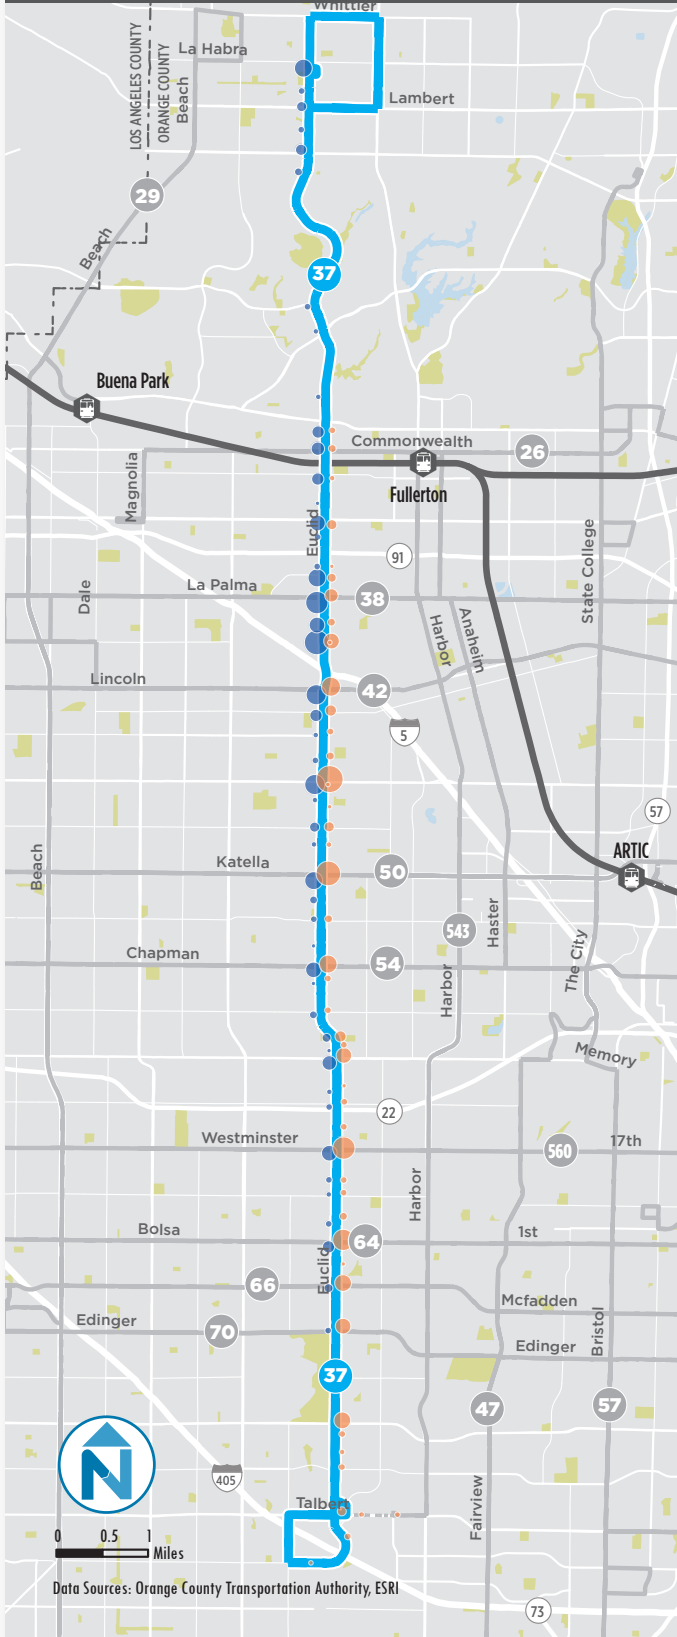 Whittier
La Habra
LOS ANGELES COUNTY
ORANGE COUNTY
Beach
Lambert
29
Beach
37
Buena Park
Commonwealth
26
Magnolia
Fullerton
Euclid
91
State College
La Palma
38
Dale
Harbor
Anaheim
Lincoln
42
5
57
Beach
Katella
50
ARTIC
543
Haster
Chapman
54
The City
Harbor
Memory
22
Westminster
560
17th
Harbor
Bolsa
64
1st
Euclid
66
Mcfadden
Edinger
70
Bristol
Edinger
37
47
57
N
405
Talbert
Fairview
0 0.5 1
Miles
Data Sources: Orange County Transportation Authority, ESRI
73